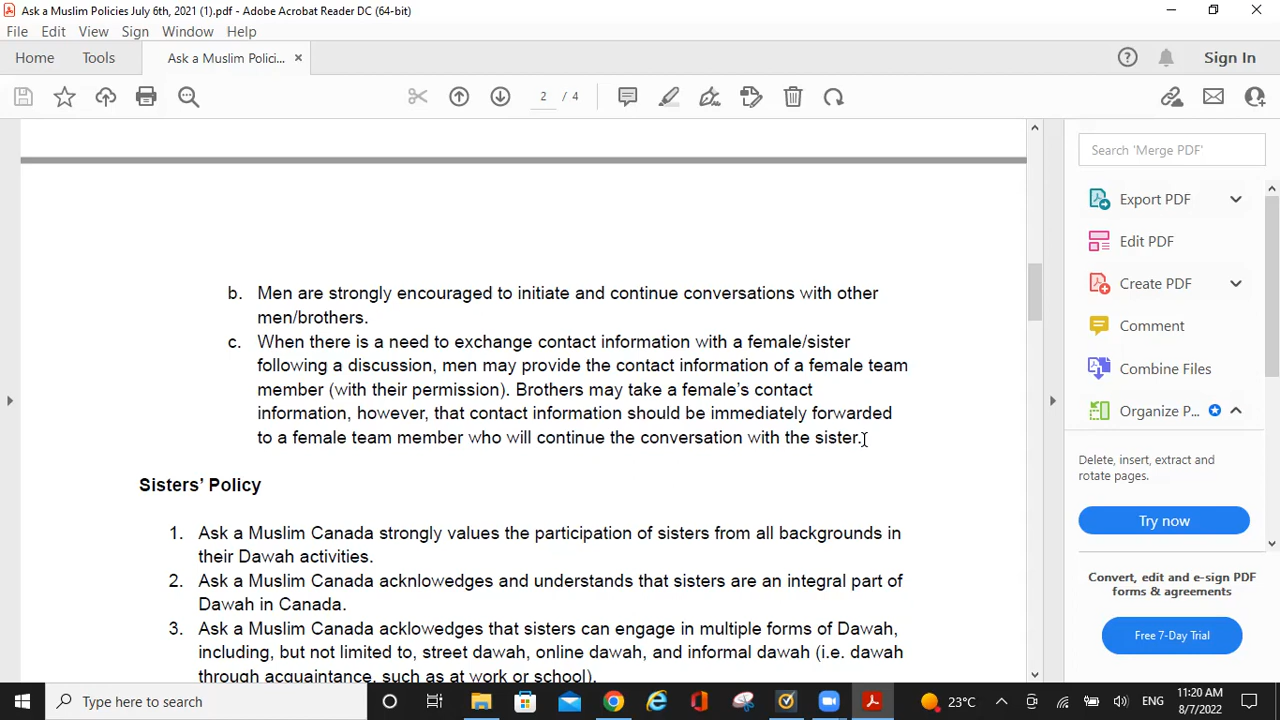 Ask a Muslim Policies July 6th, 2021 (1).pdf - Adobe Acrobat Reader DC (64-bit)
File Edit View Sign Window Help
Home Tools Ask a Muslim Polici... × Sign In
2 / 4
Search 'Merge PDF'
Export PDF
Edit PDF
Create PDF
Comment
Combine Files
Organize P...
Delete, insert, extract and
rotate pages.
Try now
Convert, edit and e-sign PDF
forms & agreements
Free 7-Day Trial
b. Men are strongly encouraged to initiate and continue conversations with other
men/brothers.
c. When there is a need to exchange contact information with a female/sister
following a discussion, men may provide the contact information of a female team
member (with their permission). Brothers may take a female's contact
information, however, that contact information should be immediately forwarded
to a female team member who will continue the conversation with the sister.
Sisters' Policy
1. Ask a Muslim Canada strongly values the participation of sisters from all backgrounds in
their Dawah activities.
2. Ask a Muslim Canada acknlowedges and understands that sisters are an integral part of
Dawah in Canada.
3. Ask a Muslim Canada acklowedges that sisters can engage in multiple forms of Dawah,
including, but not limited to, street dawah, online dawah, and informal dawah (i.e. dawah
through acquaintance, such as at work or school).
Type here to search
23°C
ENG
11:20 AM
8/7/2022